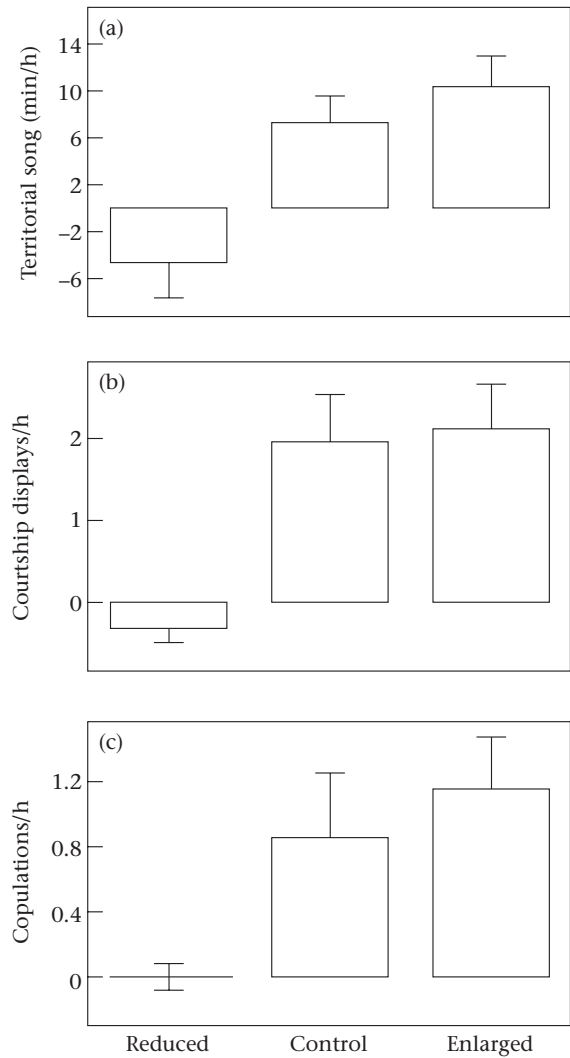 (a)
Territorial song (min/h)
14
10
6
2
−2
−6
(b)
Courtship displays/h
2
1
0
(c)
Copulations/h
1.2
0.8
0.4
0
Reduced Control Enlarged